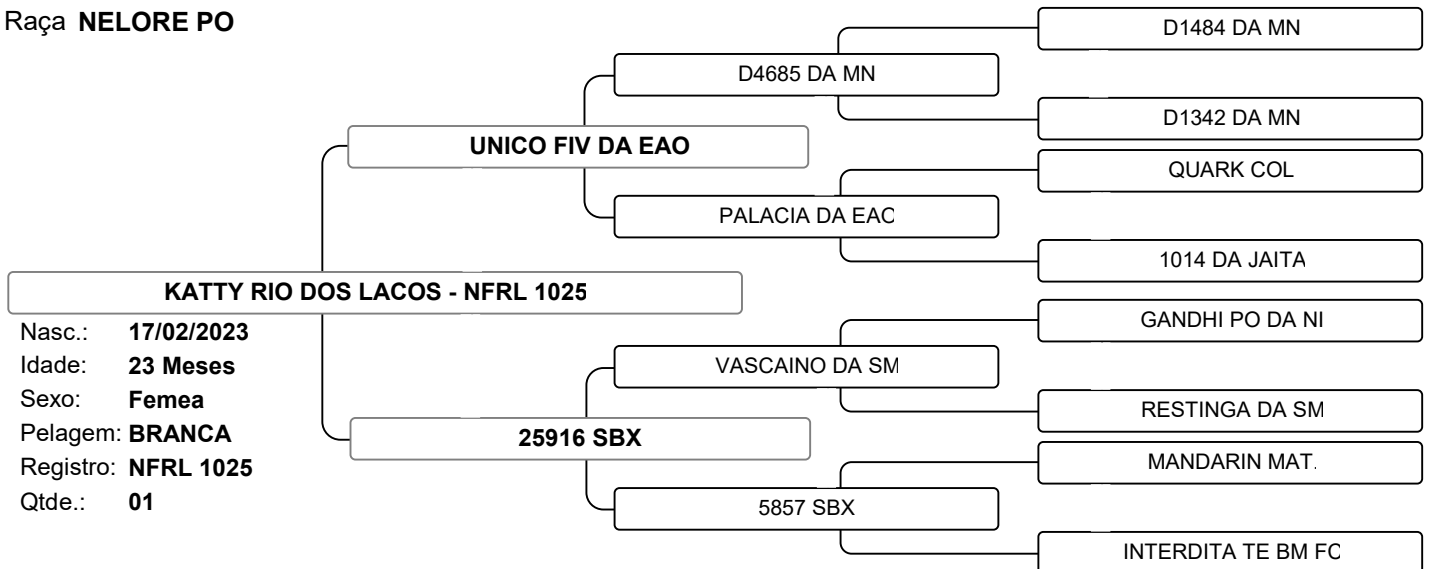 Raça NELORE PO
D1484 DA MN
D4685 DA MN
D1342 DA MN
UNICO FIV DA EAO
QUARK COL
PALACIA DA EAO
1014 DA JAITA
KATTY RIO DOS LACOS - NFRL 1025
Nasc.: 17/02/2023
Idade: 23 Meses
Sexo: Femea
Pelagem: BRANCA
Registro: NFRL 1025
Qtde.: 01
GANDHI PO DA NI
VASCAINO DA SM
RESTINGA DA SM
25916 SBX
MANDARIN MAT.
5857 SBX
INTERDITA TE BM FC